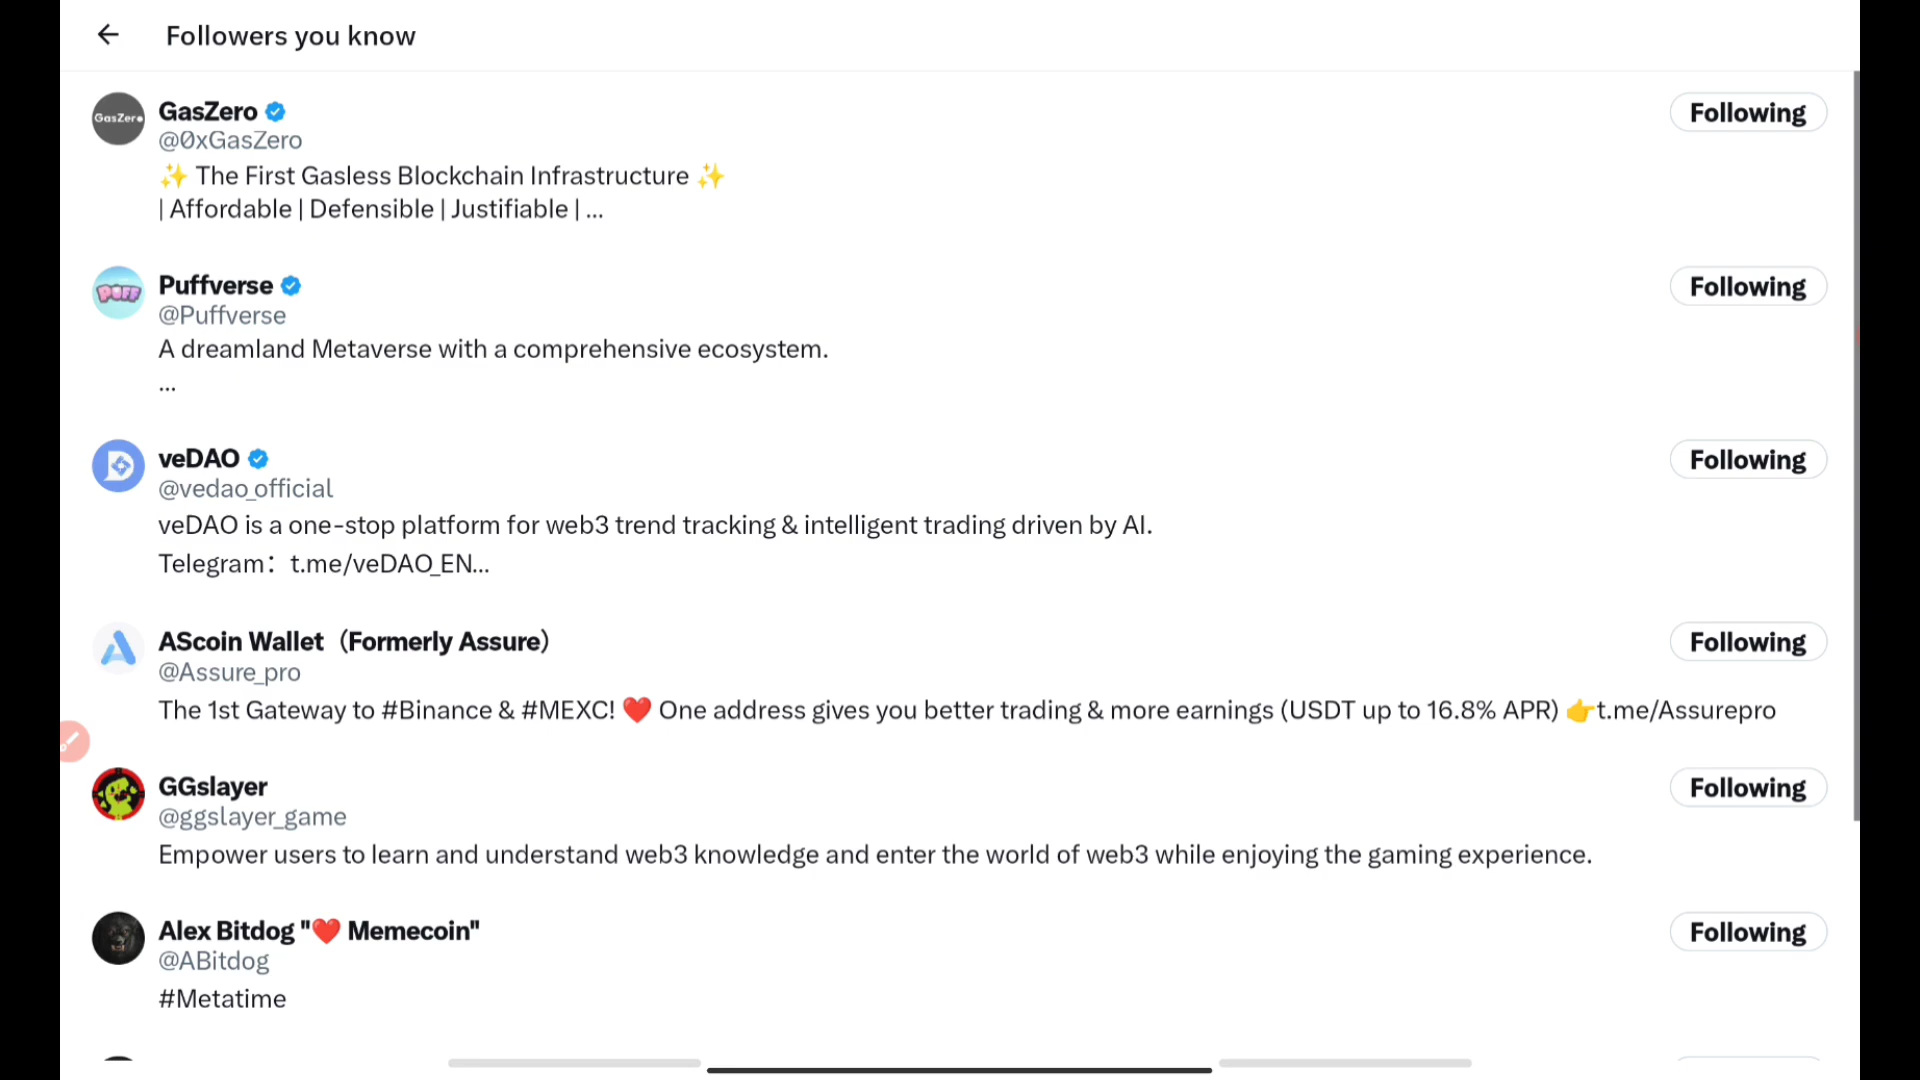 Followers you know
GasZero
GasZero
Following
@0xGasZero
✨ The First Gasless Blockchain Infrastructure ✨
| Affordable | Defensible | Justifiable | ...
PUFF
Puffverse
Following
@Puffverse
A dreamland Metaverse with a comprehensive ecosystem.
...
veDAO
Following
@vedao_official
veDAO is a one-stop platform for web3 trend tracking & intelligent trading driven by AI.
Telegram： t.me/veDAO_EN...
AScoin Wallet（Formerly Assure）
Following
@Assure_pro
The 1st Gateway to #Binance & #MEXC! ❤️ One address gives you better trading & more earnings (USDT up to 16.8% APR) 👉t.me/Assurepro
GGslayer
Following
@ggslayer_game
Empower users to learn and understand web3 knowledge and enter the world of web3 while enjoying the gaming experience.
Alex Bitdog "❤️ Memecoin"
Following
@ABitdog
#Metatime